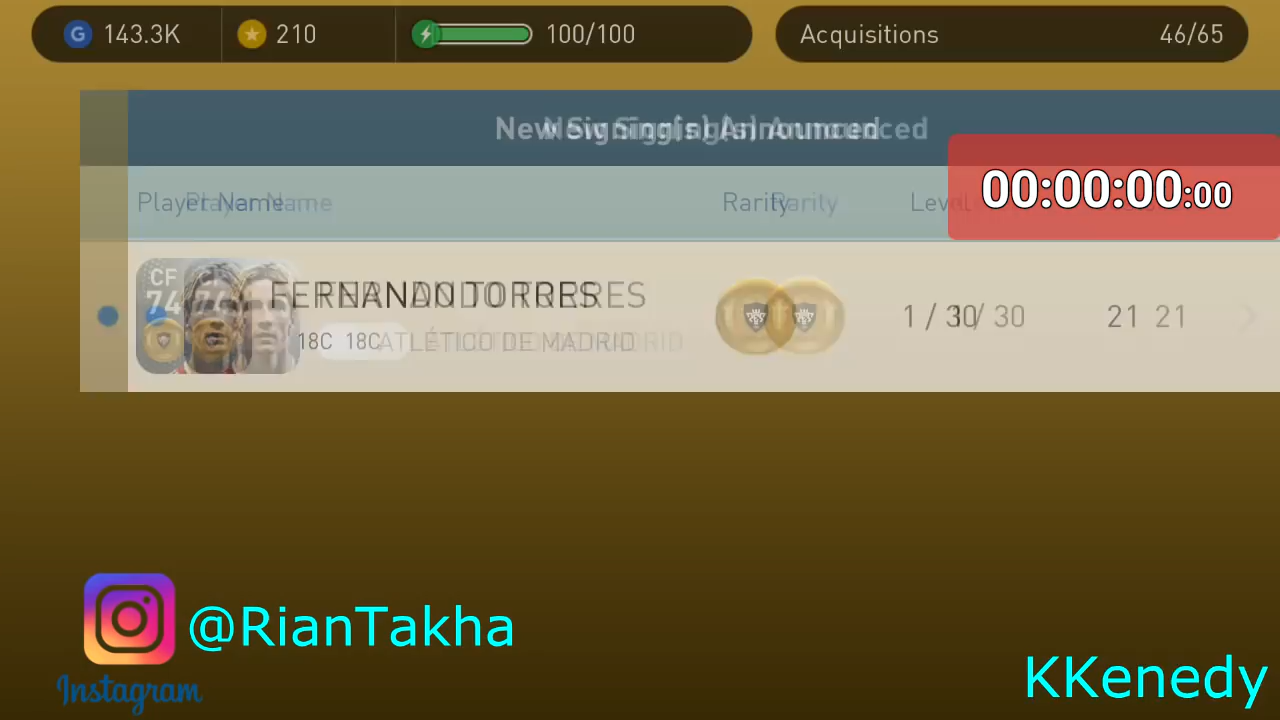 G 143.3K 210 100/100 Acquisitions 46/65
New Signing(s) Announced
Player Name Rarity Level
00:00:00:00
CF
74
FERNANDO TORRES
18C ATLÉTICO DE MADRID
1 / 30 21
@RianTakha
Instagram
KKenedy